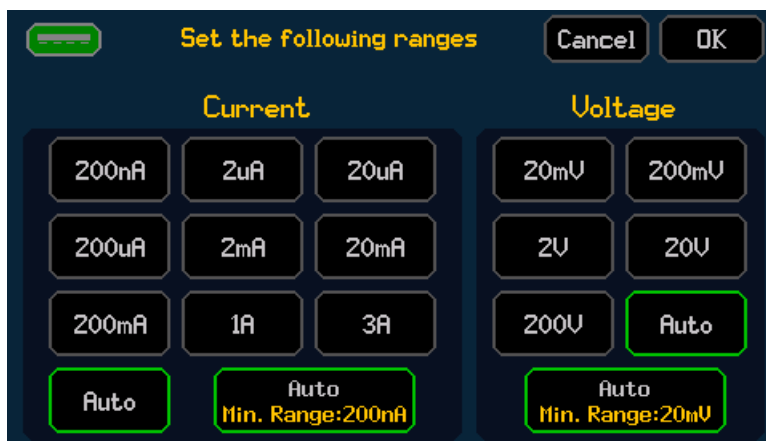 Set the following ranges
Cancel
OK
Current
Voltage
200nA
2uA
20uA
20mV
200mV
200uA
2mA
20mA
2V
20V
200mA
1A
3A
200V
Auto
Auto
Auto
Min. Range:200nA
Auto
Min. Range:20mV